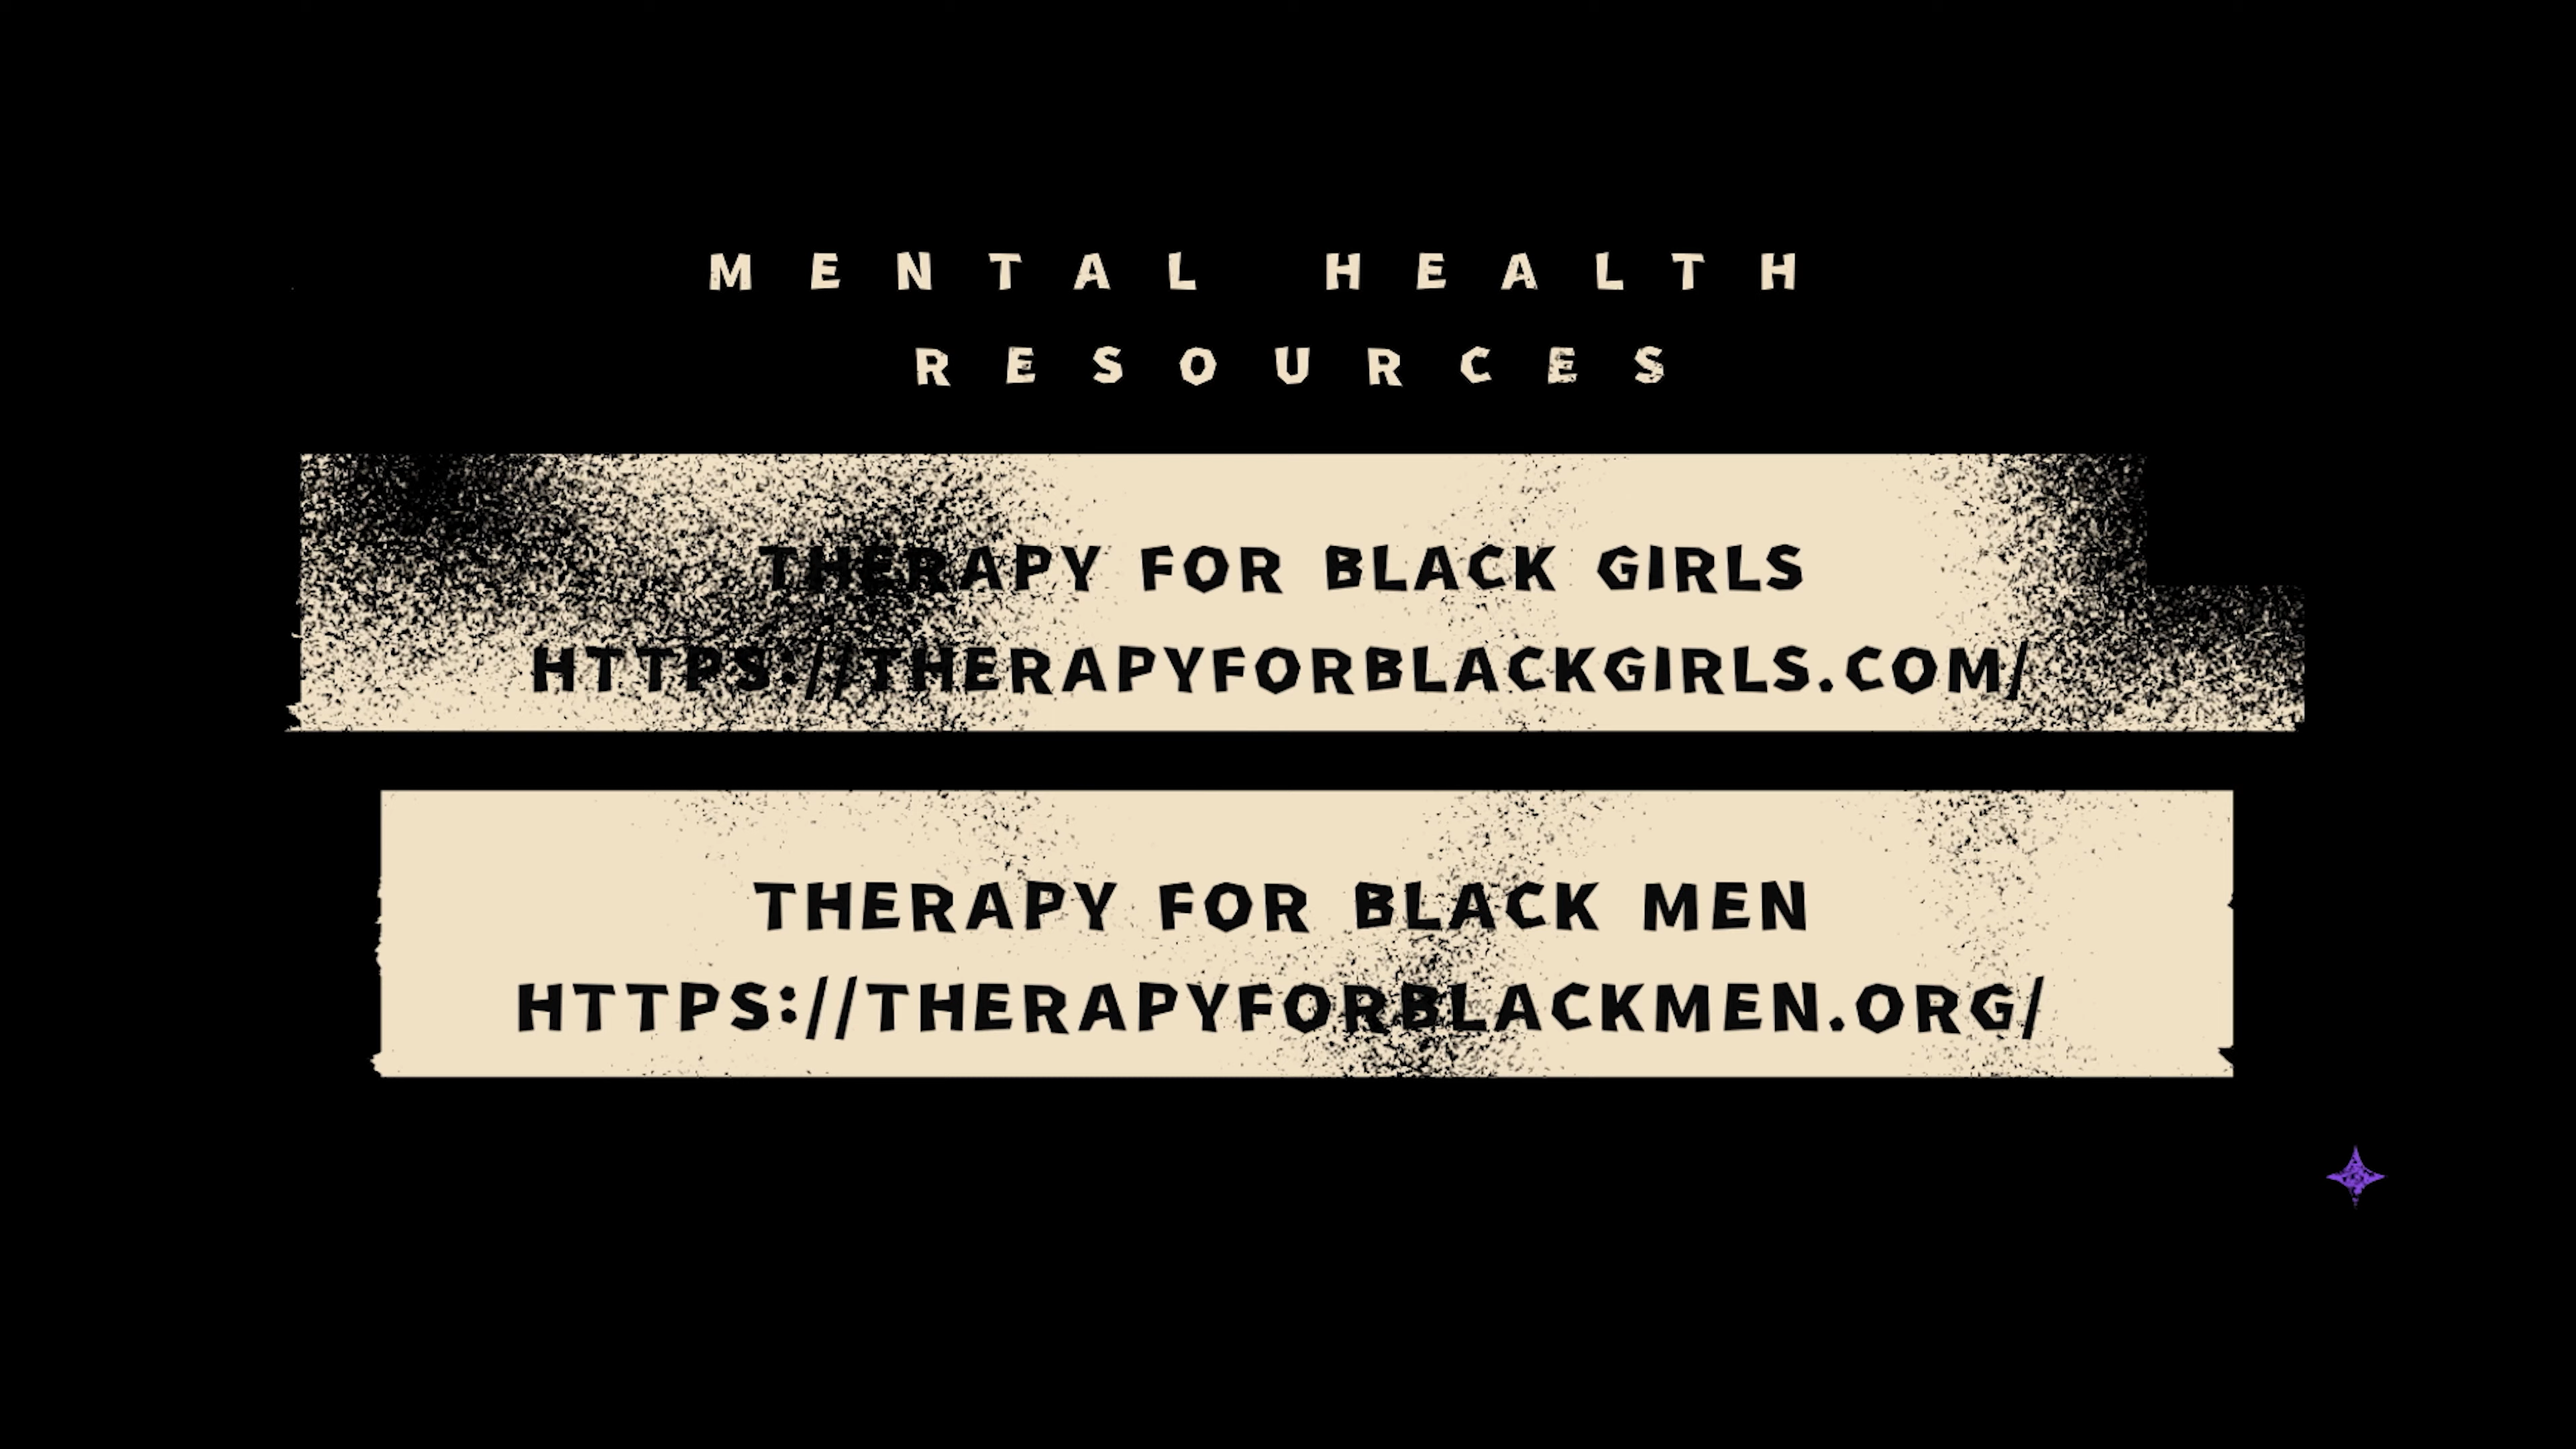 MENTAL HEALTH
RESOURCES
THERAPY FOR BLACK GIRLS
HTTPS://THERAPYFORBLACKGIRLS.COM/
THERAPY FOR BLACK MEN
HTTPS://THERAPYFORBLACKMEN.ORG/